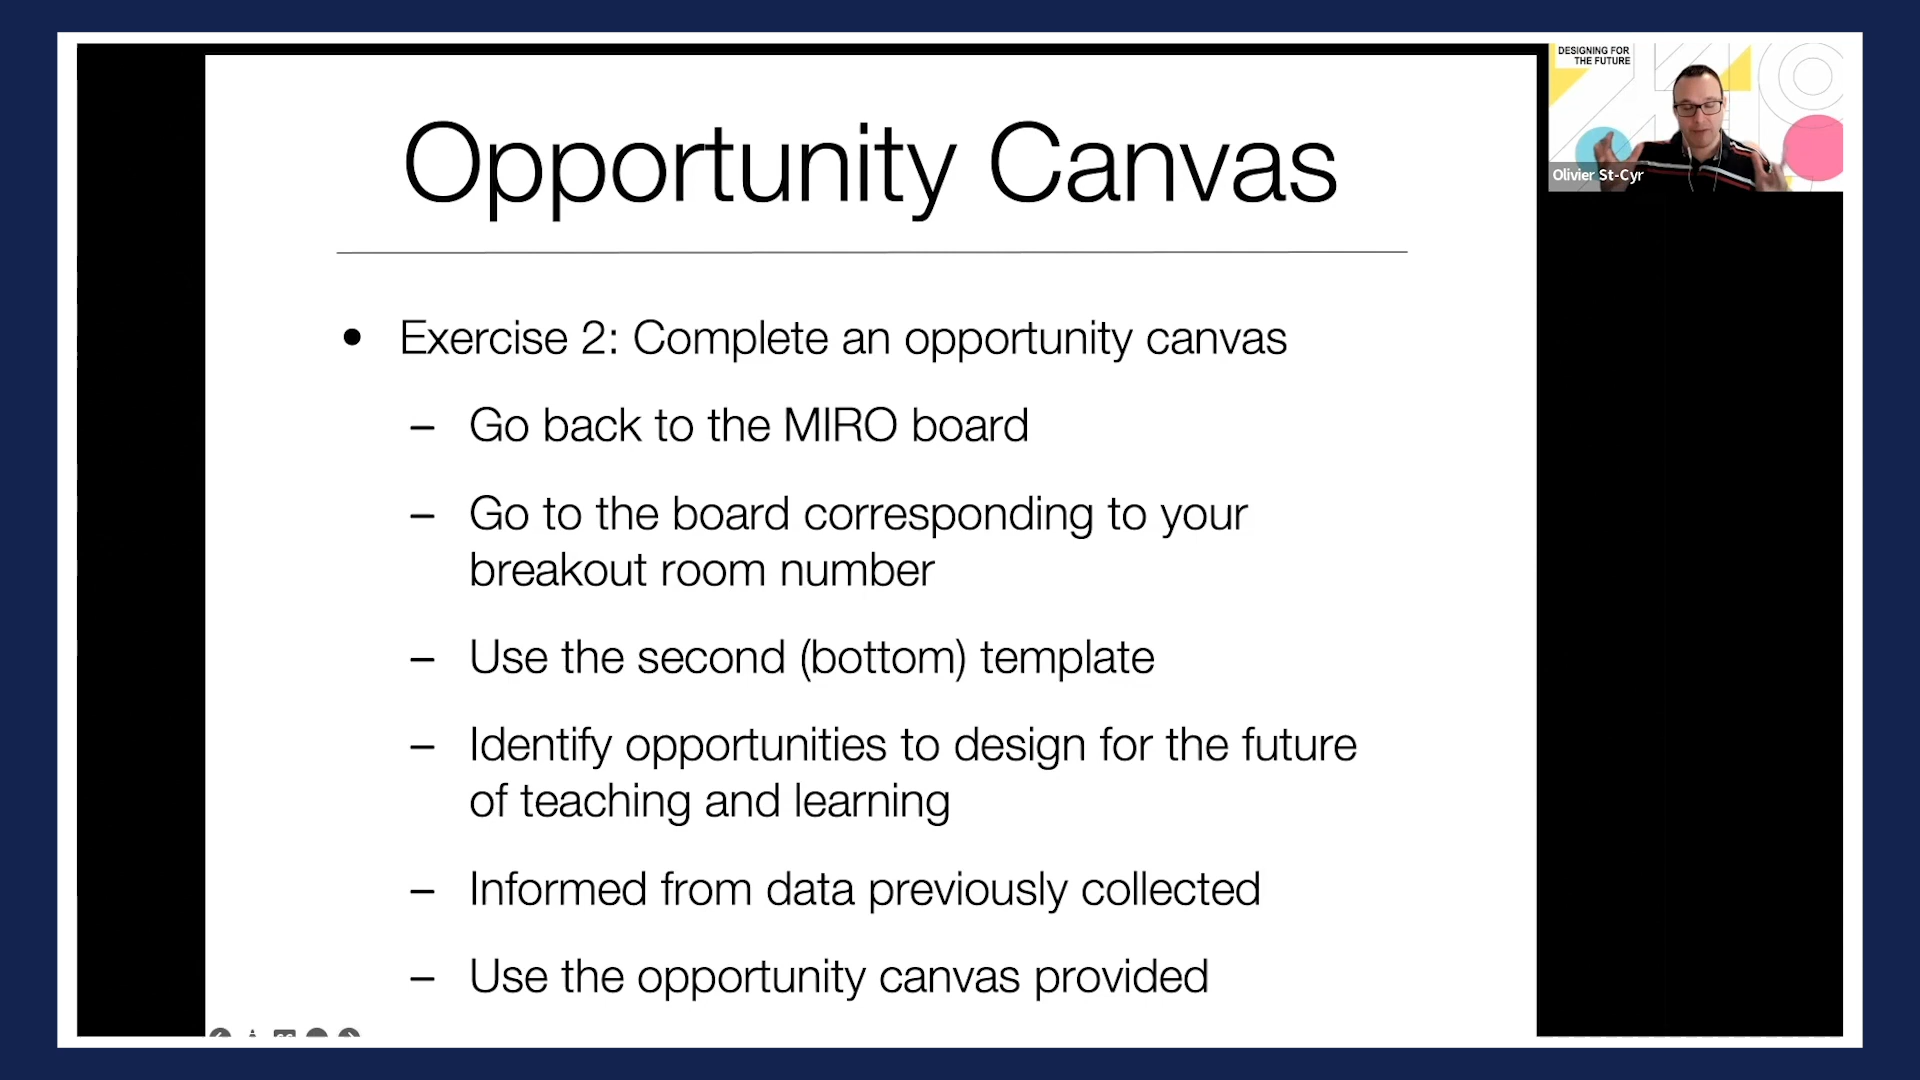 Opportunity Canvas
• Exercise 2: Complete an opportunity canvas
– Go back to the MIRO board
– Go to the board corresponding to your
breakout room number
– Use the second (bottom) template
– Identify opportunities to design for the future
of teaching and learning
– Informed from data previously collected
– Use the opportunity canvas provided
DESIGNING FOR
THE FUTURE
Olivier St-Cyr